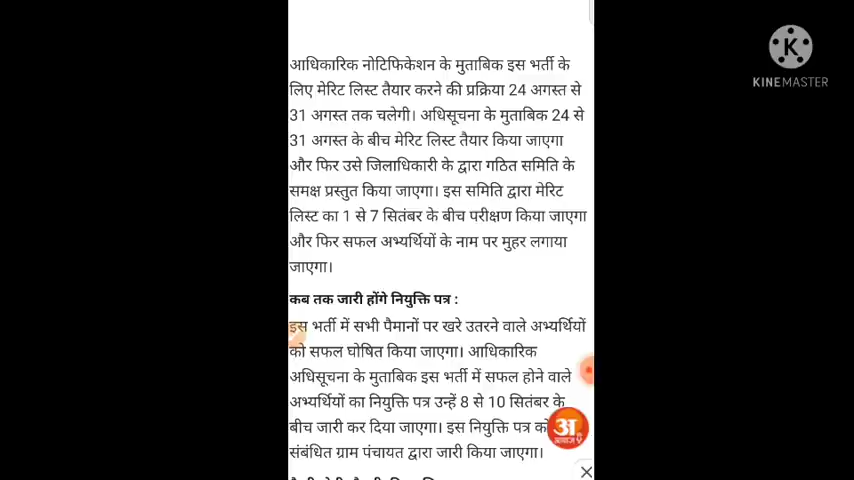 K
KINEMASTER
आधिकारिक नोटिफिकेशन के मुताबिक इस भर्ती के
लिए मेरिट लिस्ट तैयार करने की प्रक्रिया 24 अगस्त से
31 अगस्त तक चलेगी। अधिसूचना के मुताबिक 24 से
31 अगस्त के बीच मेरिट लिस्ट तैयार किया जाएगा
और फिर उसे जिलाधिकारी के द्वारा गठित समिति के
समक्ष प्रस्तुत किया जाएगा। इस समिति द्वारा मेरिट
लिस्ट का 1 से 7 सितंबर के बीच परीक्षण किया जाएगा
और फिर सफल अभ्यर्थियों के नाम पर मुहर लगाया
जाएगा।
कब तक जारी होंगे नियुक्ति पत्र :
इस भर्ती में सभी पैमानों पर खरे उतरने वाले अभ्यर्थियों
को सफल घोषित किया जाएगा। आधिकारिक
अधिसूचना के मुताबिक इस भर्ती में सफल होने वाले
अभ्यर्थियों का नियुक्ति पत्र उन्हें 8 से 10 सितंबर के
बीच जारी कर दिया जाएगा। इस नियुक्ति पत्र को
संबंधित ग्राम पंचायत द्वारा जारी किया जाएगा।